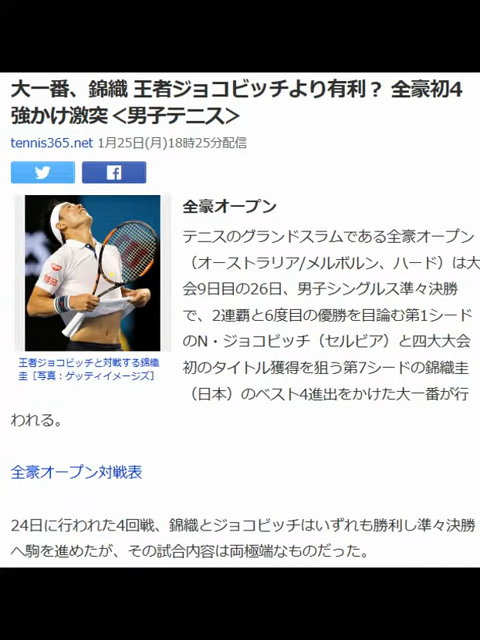 大一番、錦織 王者ジョコビッチより有利？ 全豪初4
強かけ激突＜男子テニス＞
tennis365.net 1月25日(月)18時25分配信
全豪オープン
テニスのグランドスラムである全豪オープン
（オーストラリア/メルボルン、ハード）は大
会9日目の26日、男子シングルス準々決勝
で、2連覇と6度目の優勝を目論む第1シード
のN・ジョコビッチ（セルビア）と四大大会
初のタイトル獲得を狙う第7シードの錦織圭
（日本）のベスト4進出をかけた大一番が行
われる。
王者ジョコビッチと対戦する錦織
圭［写真：ゲッティイメージズ］
全豪オープン対戦表
24日に行われた4回戦、錦織とジョコビッチはいずれも勝利し準々決勝
へ駒を進めたが、その試合内容は両極端なものだった。